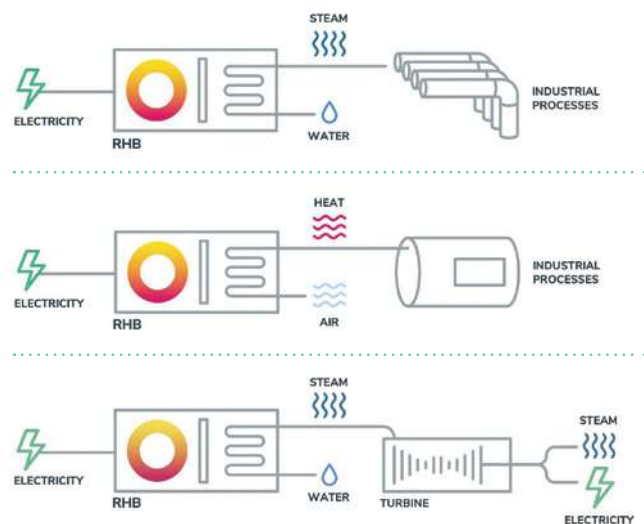 STEAM
ELECTRICITY
RHB
WATER
INDUSTRIAL
PROCESSES
HEAT
ELECTRICITY
RHB
AIR
INDUSTRIAL
PROCESSES
STEAM
ELECTRICITY
RHB
WATER
TURBINE
STEAM
ELECTRICITY